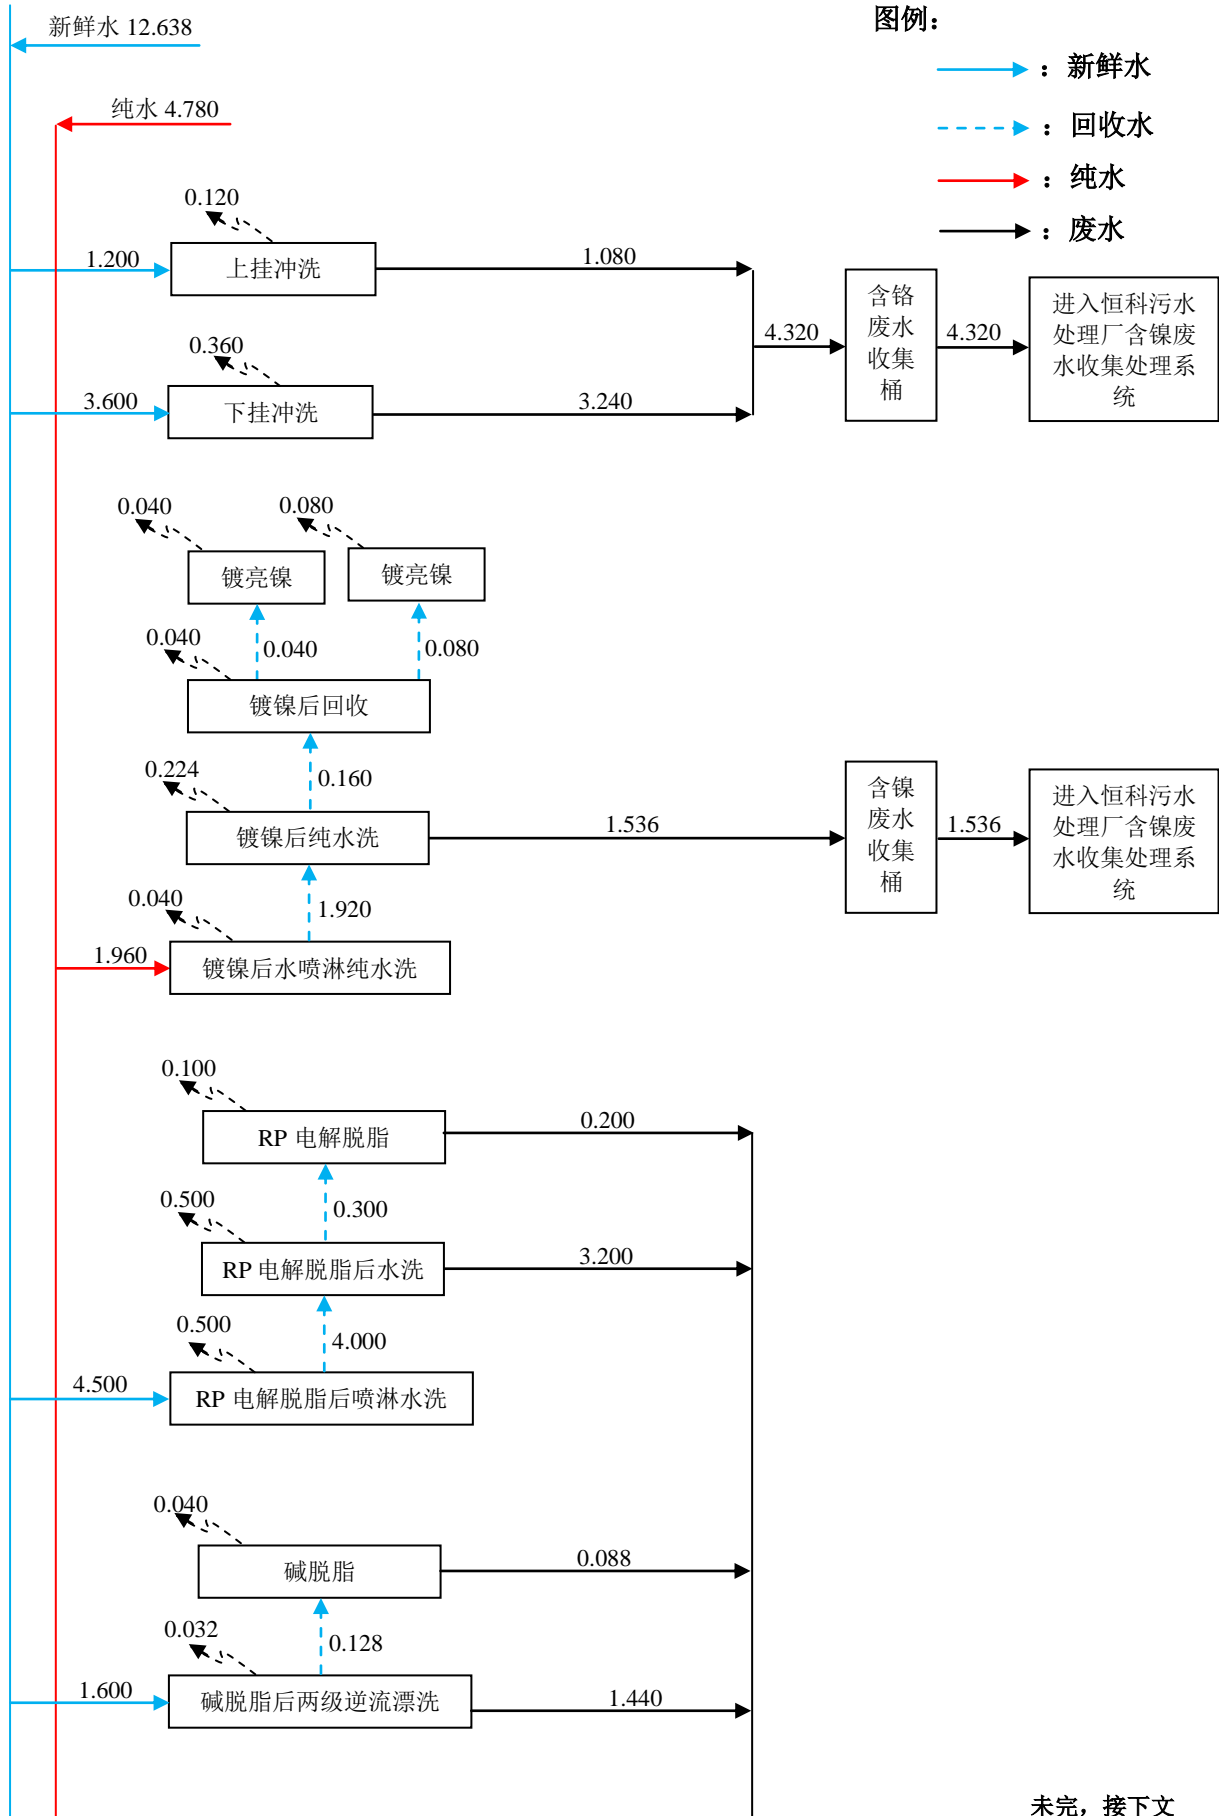 新鲜水 12.638
图例：
：新鲜水
纯水 4.780
：回收水
：纯水
：废水
0.120
1.200
上挂冲洗
1.080
0.360
3.600
下挂冲洗
3.240
4.320
含铬
废水
收集
桶
4.320
进入恒科污水
处理厂含镍废
水收集处理系
统
0.040
0.080
镀亮镍
镀亮镍
0.040
0.040
0.080
镀镍后回收
0.160
0.224
镀镍后纯水洗
1.536
含镍
废水
收集
桶
1.536
进入恒科污水
处理厂含镍废
水收集处理系
统
1.920
0.040
1.960
镀镍后水喷淋纯水洗
0.100
RP 电解脱脂
0.200
0.300
0.500
RP 电解脱脂后水洗
3.200
4.000
0.500
4.500
RP 电解脱脂后喷淋水洗
0.040
碱脱脂
0.088
0.128
0.032
1.600
碱脱脂后两级逆流漂洗
1.440
未完，接下文